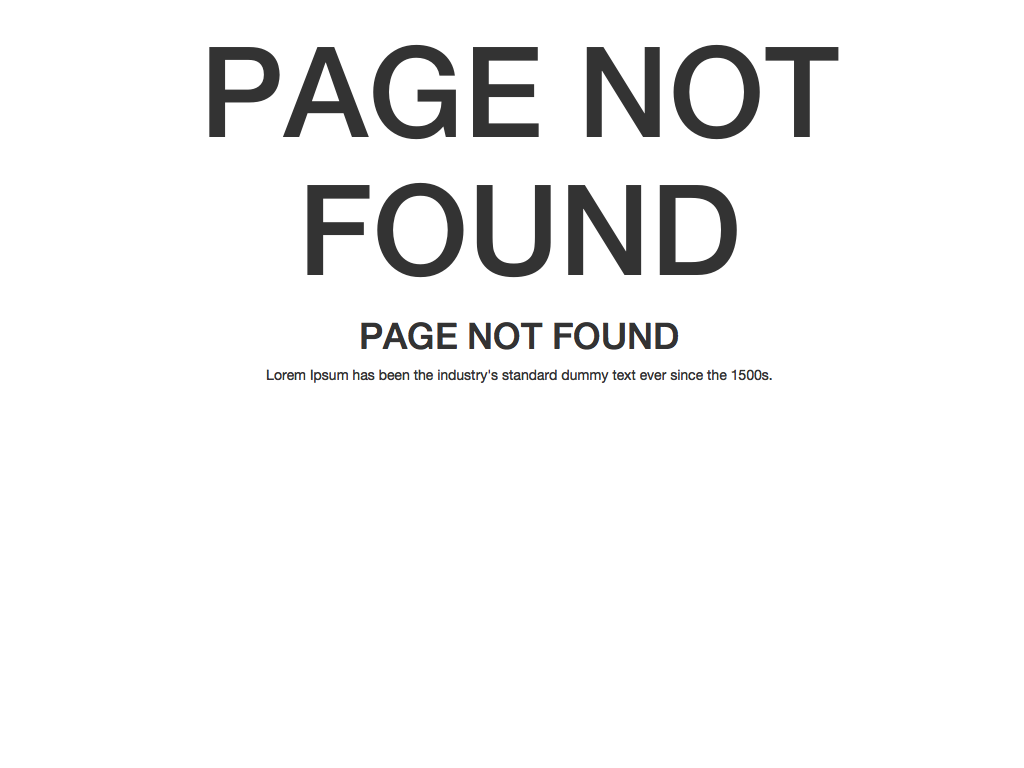 PAGE NOT
FOUND
PAGE NOT FOUND
Lorem Ipsum has been the industry's standard dummy text ever since the 1500s.